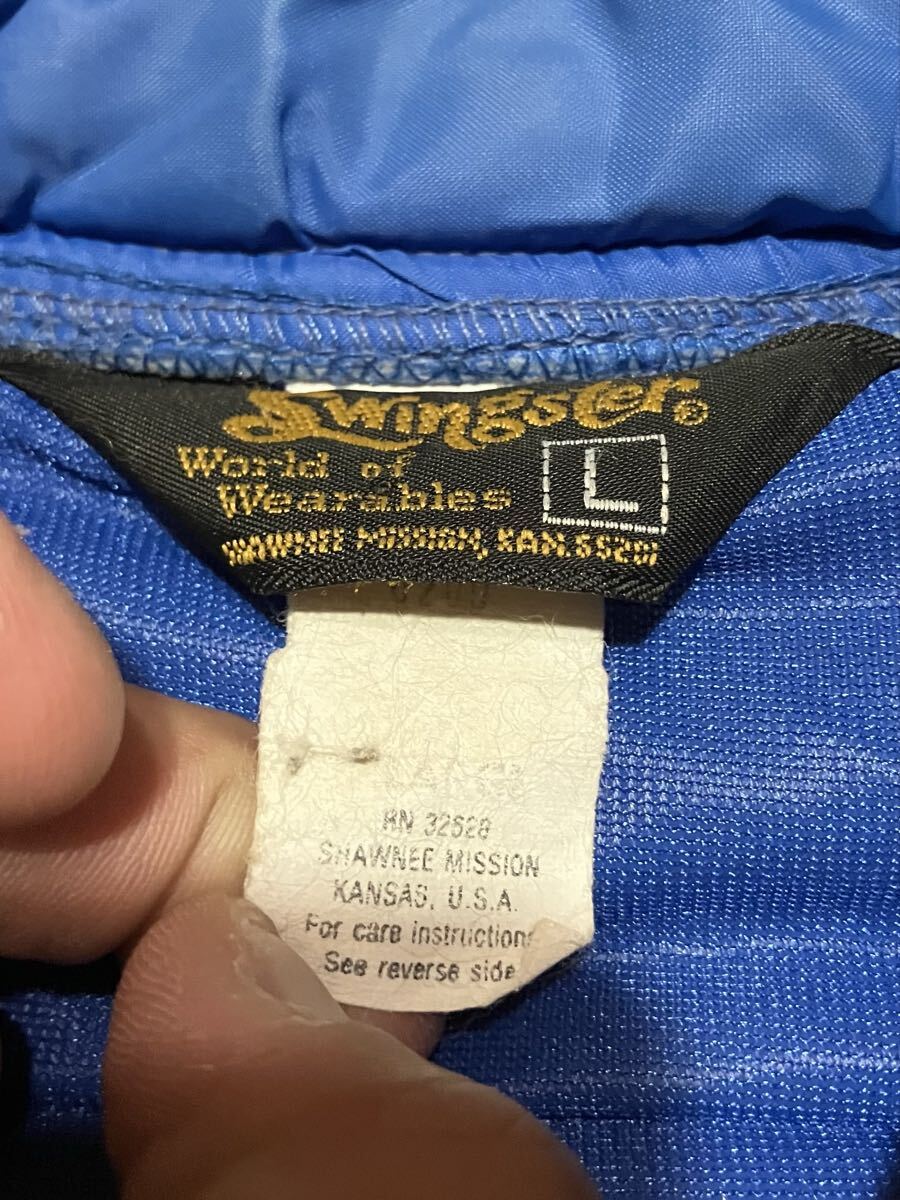 Swingster®
World of
Wearables
L
SHAWNEE MISSION, KAN. 66201
RN 32628
SHAWNEE MISSION
KANSAS, U.S.A.
For care instructions
See reverse side